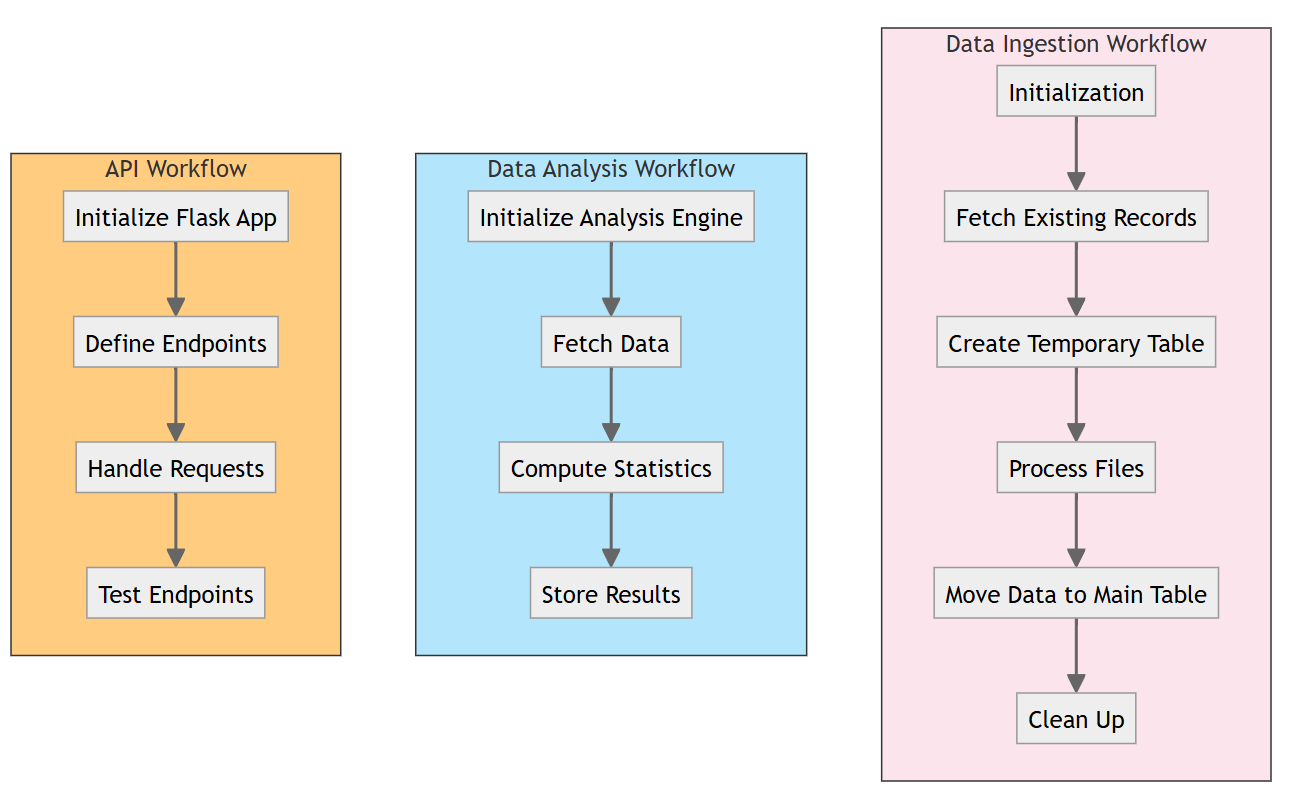 API Workflow
Initialize Flask App
Define Endpoints
Handle Requests
Test Endpoints
Data Analysis Workflow
Initialize Analysis Engine
Fetch Data
Compute Statistics
Store Results
Data Ingestion Workflow
Initialization
Fetch Existing Records
Create Temporary Table
Process Files
Move Data to Main Table
Clean Up